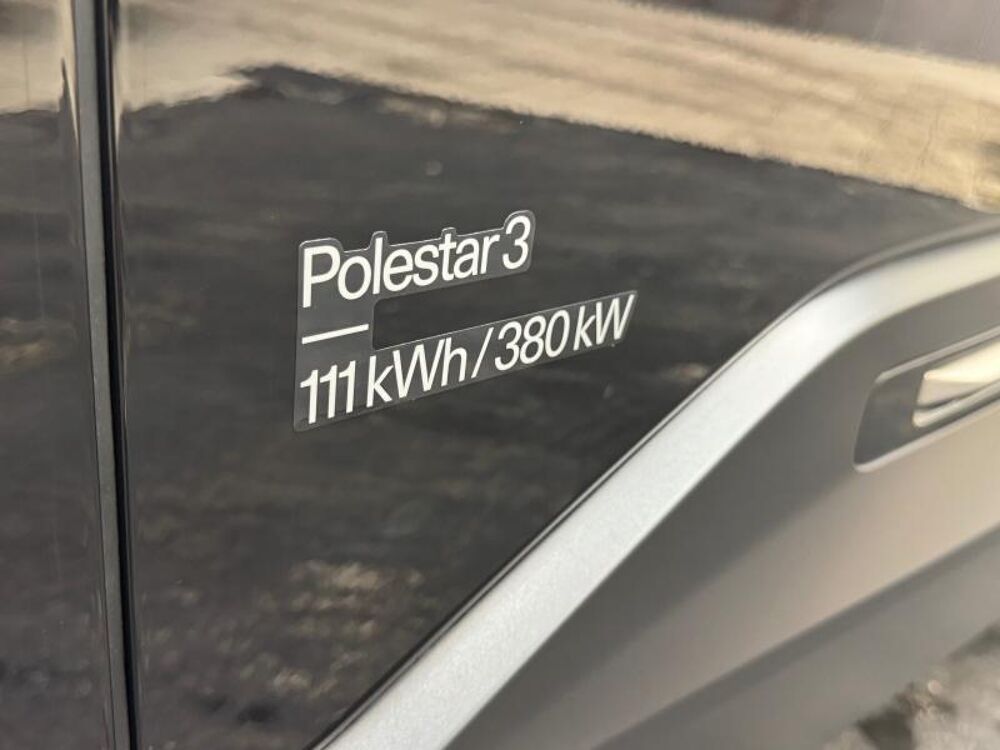 Polestar 3
111 kWh / 380 kW